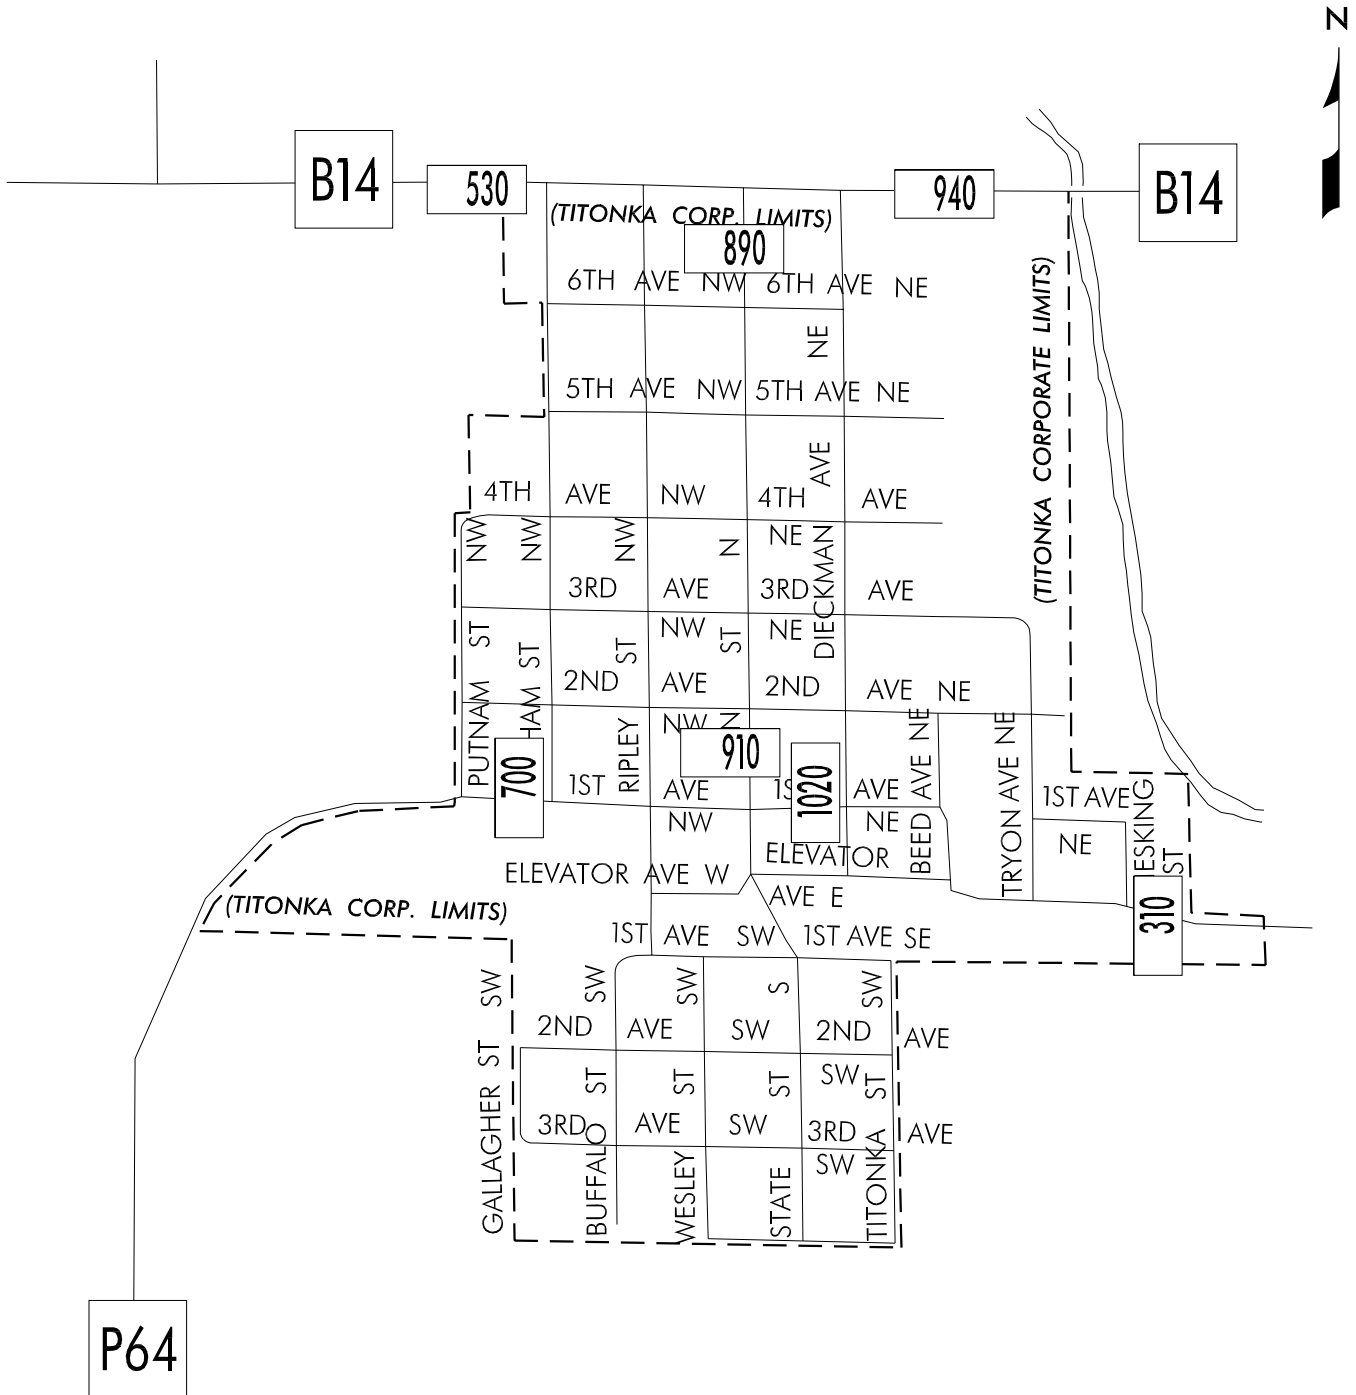 N
B14
530
940
B14
(TITONKA CORP. LIMITS)
890
6TH AVE NW
6TH AVE NE
(TITONKA CORPORATE LIMITS)
5TH AVE NW
5TH AVE NE
4TH AVE NW
4TH AVE NE
3RD AVE NW
3RD AVE NE
2ND AVE NW
2ND AVE NE
PUTNAM ST NW
HAM ST NW
RIPLEY ST NW
ST N
N
DIECKMAN AVE NE
700
910
1020
1ST AVE NW
AVE NE
BEED AVE NE
TRYON AVE NE
1ST AVE NE
ESKING ST
310
ELEVATOR AVE W
ELEVATOR AVE E
(TITONKA CORP. LIMITS)
1ST AVE SW
1ST AVE SE
2ND AVE SW
2ND AVE SW
3RD AVE SW
3RD AVE SW
GALLAGHER ST SW
BUFFALO ST SW
WESLEY ST SW
STATE ST S
TITONKA ST SW
P64